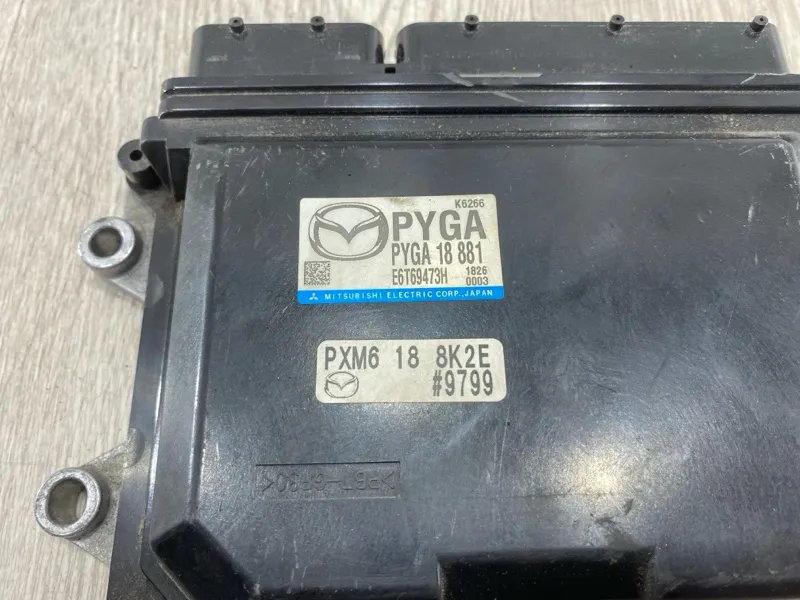 K6266
PYGA
PYGA 18 881
E6T69473H
1826
0003
MITSUBISHI ELECTRIC CORP., JAPAN
PXM6 18 8K2E
#9799